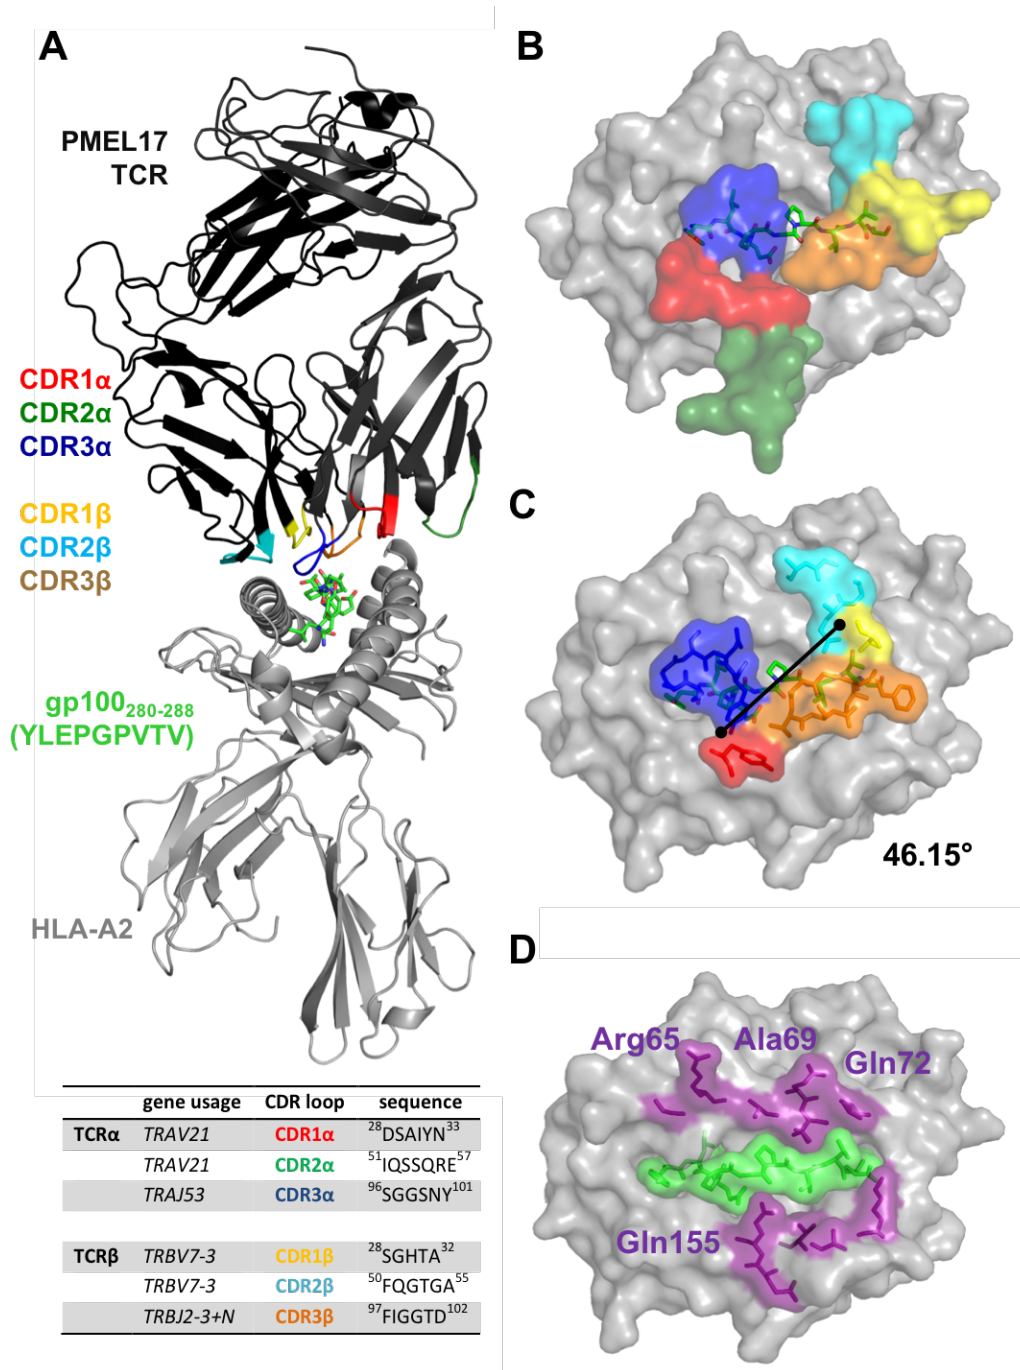 A
PMEL17
TCR
CDR1α
CDR2α
CDR3α
CDR1β
CDR2β
CDR3β
gp100280-288
(YLEPGPVTV)
HLA-A2
B
C
46.15°
D
Arg65
Ala69
Gln72
Gln155
gene usage CDR loop sequence
TCRα TRAV21 CDR1α 28DSAIYN33
TRAV21 CDR2α 51IQSSQRE57
TRAJ53 CDR3α 96SGGSNY101
TCRβ TRBV7-3 CDR1β 28SGHTA32
TRBV7-3 CDR2β 50FQGTGA55
TRBJ2-3+N CDR3β 97FIGGTD102